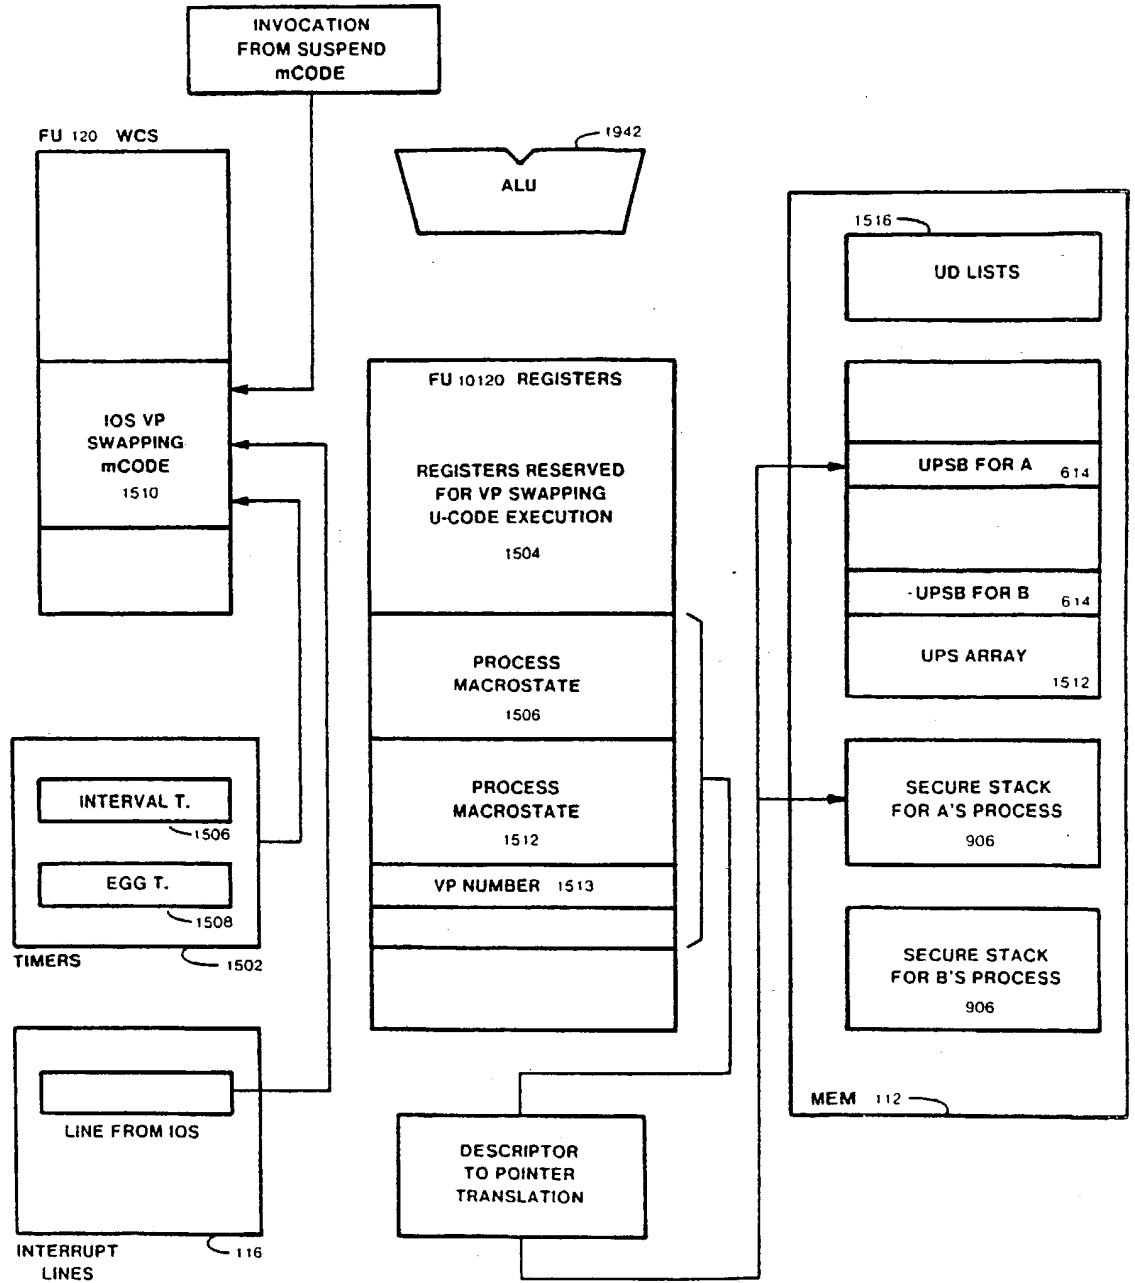 INVOCATION
FROM SUSPEND
mCODE
FU 120 WCS
IOS VP
SWAPPING
mCODE
1510
1942
ALU
FU 10120 REGISTERS
REGISTERS RESERVED
FOR VP SWAPPING
U-CODE EXECUTION
1504
PROCESS
MACROSTATE
1506
PROCESS
MACROSTATE
1512
VP NUMBER 1513
INTERVAL T.
1506
EGG T.
1508
TIMERS
1502
LINE FROM IOS
INTERRUPT
LINES
116
DESCRIPTOR
TO POINTER
TRANSLATION
1516
UD LISTS
UPSB FOR A
614
UPSB FOR B
614
UPS ARRAY
1512
SECURE STACK
FOR A'S PROCESS
906
SECURE STACK
FOR B'S PROCESS
906
MEM 112